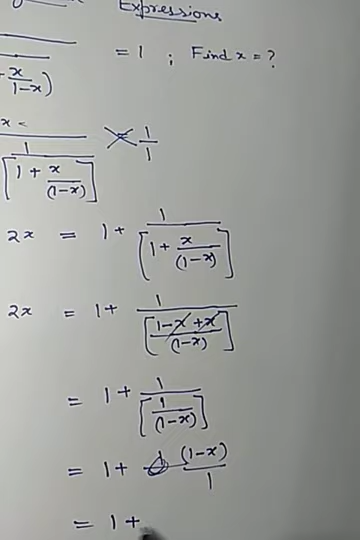 Expressions
= 1 ; Find x = ?
x/(1-x))
1/[1 + x/(1-x)] = 1/1
2x = 1 + 1/[1 + x/(1-x)]
2x = 1 + 1/[(1-x+x)/(1-x)]
= 1 + 1/[1/(1-x)]
= 1 + (1-x)/1
= 1 +